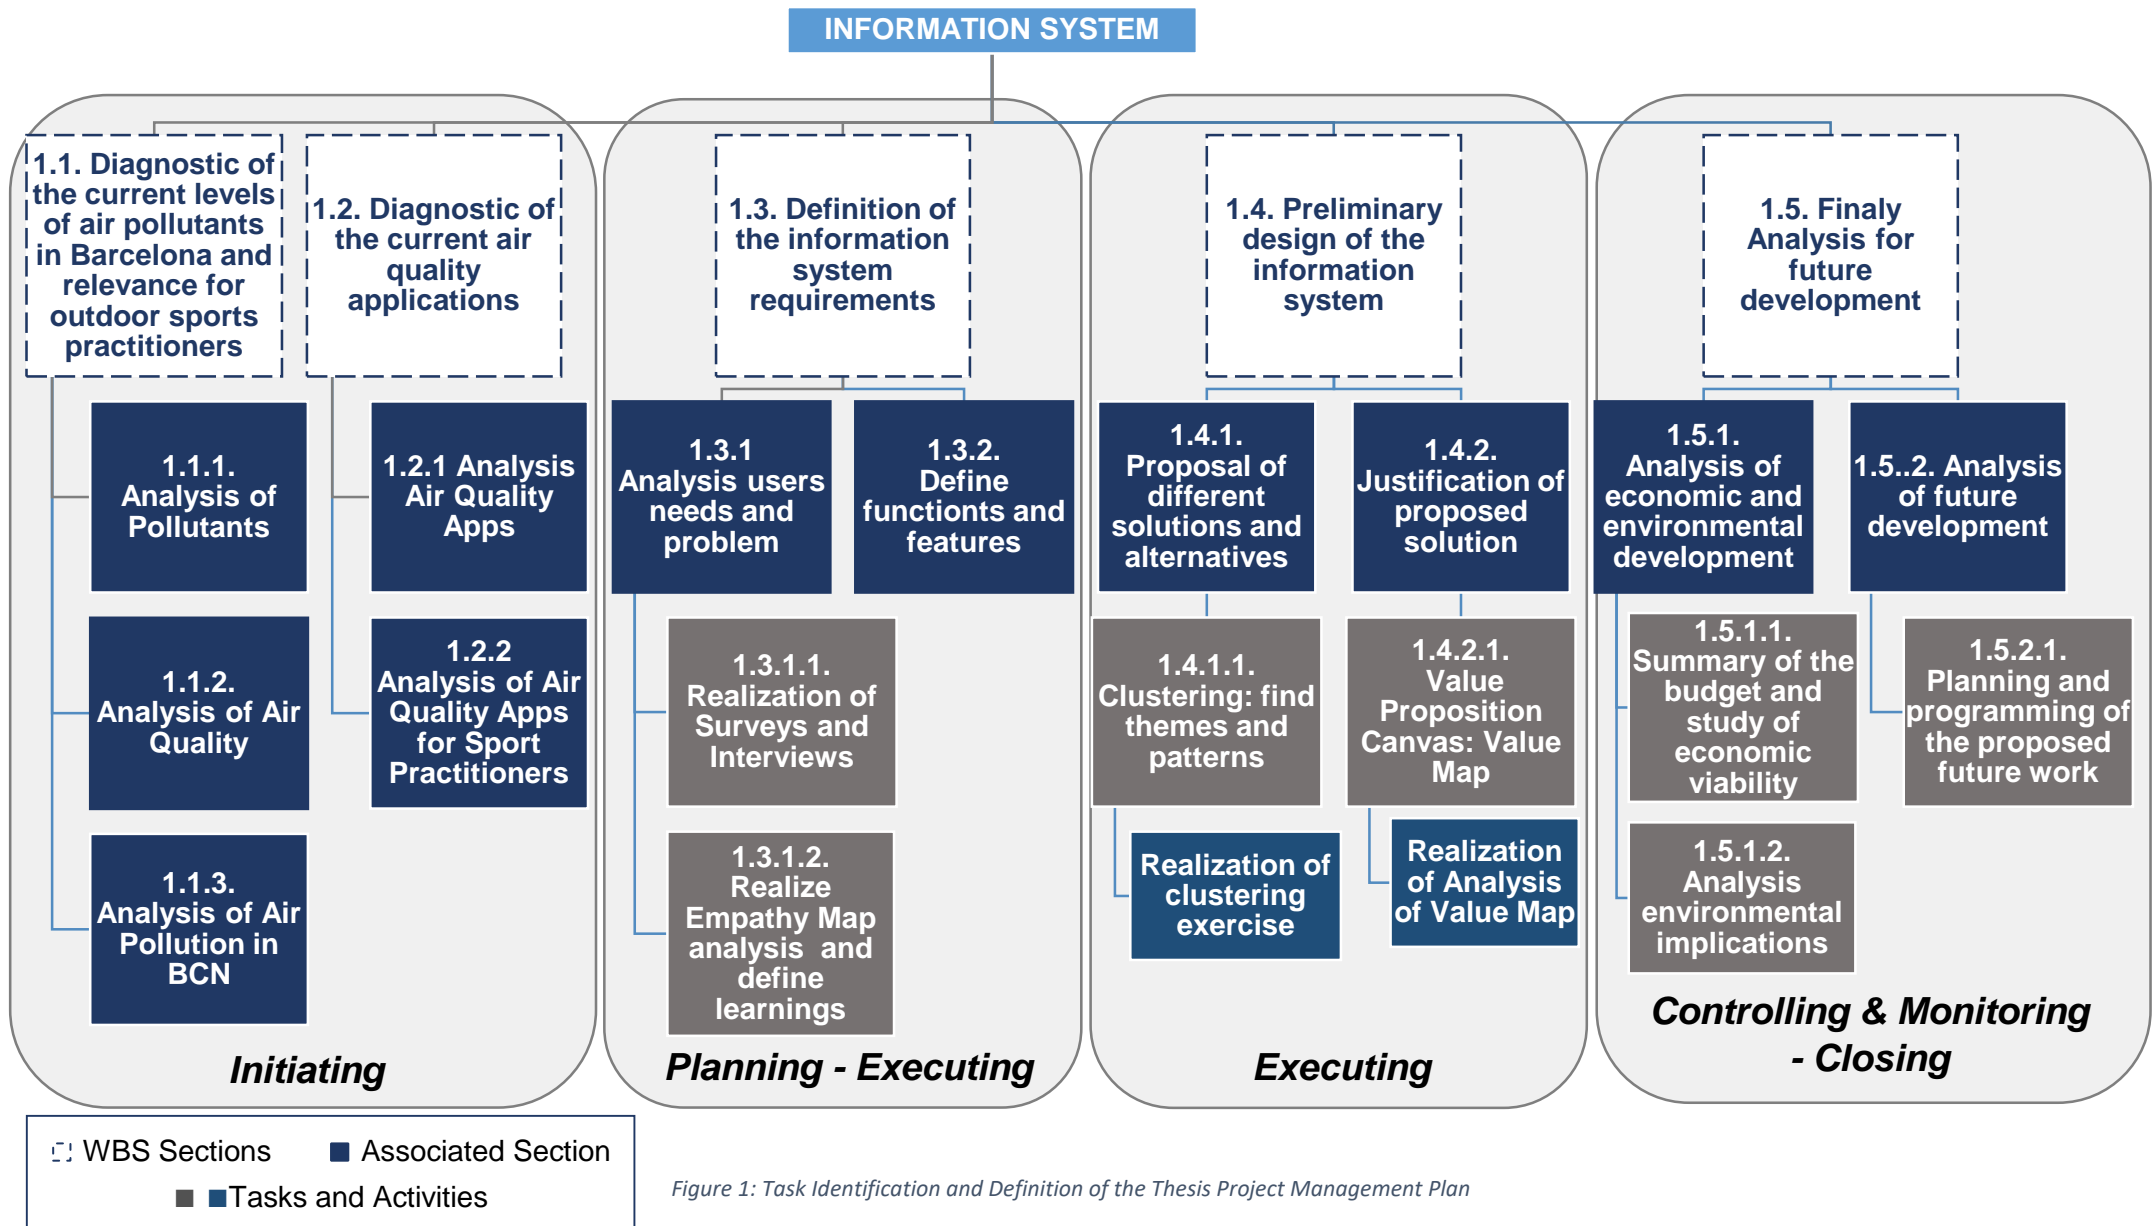 INFORMATION SYSTEM
1.1. Diagnostic of
the current levels
of air pollutants
in Barcelona and
relevance for
outdoor sports
practitioners
1.2. Diagnostic of
the current air
quality
applications
1.3. Definition of
the information
system
requirements
1.4. Preliminary
design of the
information
system
1.5. Finaly
Analysis for
future
development
1.1.1.
Analysis of
Pollutants
1.1.2.
Analysis of Air
Quality
1.1.3.
Analysis of Air
Pollution in
BCN
1.2.1 Analysis
Air Quality
Apps
1.2.2
Analysis of Air
Quality Apps
for Sport
Practitioners
Initiating
1.3.1
Analysis users
needs and
problem
1.3.2.
Define
functionts and
features
1.3.1.1.
Realization of
Surveys and
Interviews
1.3.1.2.
Realize
Empathy Map
analysis  and
define
learnings
Planning - Executing
1.4.1.
Proposal of
different
solutions and
alternatives
1.4.2.
Justification of
proposed
solution
1.4.1.1.
Clustering: find
themes and
patterns
1.4.2.1.
Value
Proposition
Canvas: Value
Map
Realization of
clustering
exercise
Realization
of Analysis
of Value Map
Executing
1.5.1.
Analysis of
economic and
environmental
development
1.5..2. Analysis
of future
development
1.5.1.1.
Summary of the
budget and
study of
economic
viability
1.5.2.1.
Planning and
programming of
the proposed
future work
1.5.1.2.
Analysis
environmental
implications
Controlling & Monitoring
- Closing
WBS Sections
Associated Section
Tasks and Activities
Figure 1: Task Identification and Definition of the Thesis Project Management Plan